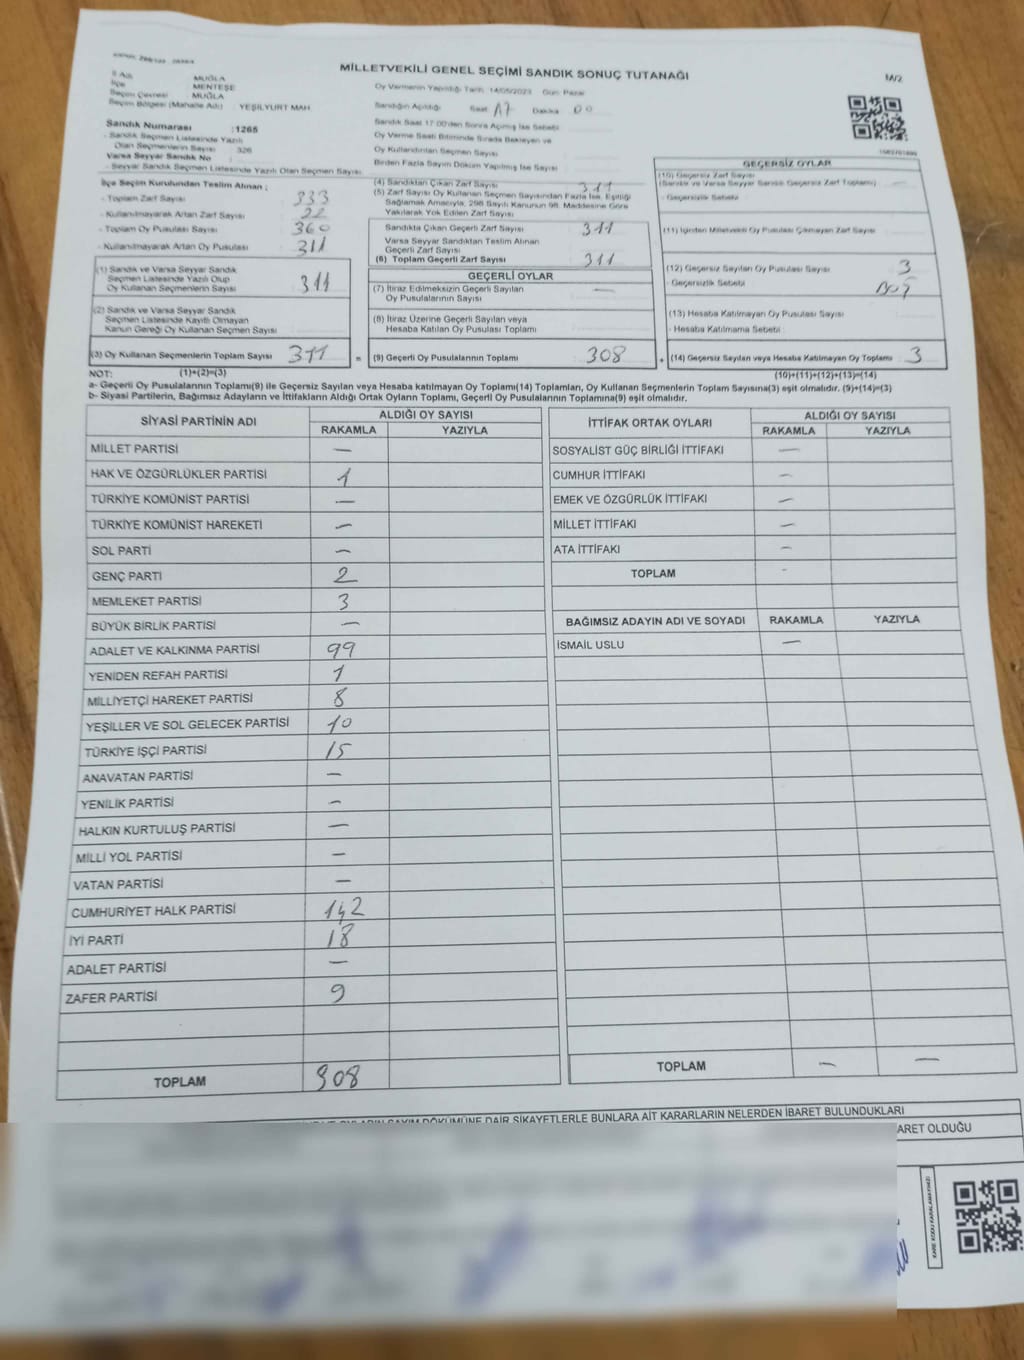 MİLLETVEKİLİ GENEL SEÇİMİ SANDIK SONUÇ TUTANAĞI
M/2
İl Adı MUĞLA
İlçe MENTEŞE
Seçim Çevresi MUĞLA
Seçim Bölgesi (Mahalle Adı) : YEŞİLYURT MAH
Oy Vermenin Yapıldığı Tarih: 14/05/2023 Gün: Pazar
Sandığın Açıldığı Saat 17 Dakika 00
Sandık Saat 17:00'den Sonra Açılmış İse Sebebi
Oy Verme Saati Bitiminde Sırada Bekleyen ve
Oy Kullandırılan Seçmen Sayısı
Birden Fazla Sayım Döküm Yapılmış İse Sayısı
Sandık Numarası :1265
- Sandık Seçmen Listesinde Yazılı
Olan Seçmenlerin Sayısı : 326
Varsa Seyyar Sandık No
- Seyyar Sandık Seçmen Listesinde Yazılı Olan Seçmen Sayısı
İlçe Seçim Kurulundan Teslim Alınan ;
- Toplam Zarf Sayısı 333
- Kullanılmayarak Artan Zarf Sayısı 22
- Toplam Oy Pusulası Sayısı 360
- Kullanılmayarak Artan Oy Pusulası 311
(1) Sandık ve Varsa Seyyar Sandık
Seçmen Listesinde Yazılı Olup
Oy Kullanan Seçmenlerin Sayısı 311
(2) Sandık ve Varsa Seyyar Sandık
Seçmen Listesinde Kayıtlı Olmayan
Kanun Gereği Oy Kullanan Seçmen Sayısı
(3) Oy Kullanan Seçmenlerin Toplam Sayısı 311 =
(4) Sandıktan Çıkan Zarf Sayısı 311
(5) Zarf Sayısı Oy Kullanan Seçmen Sayısından Fazla İse, Eşitliği
Sağlamak Amacıyla, 298 Sayılı Kanunun 98. Maddesine Göre
Yakılarak Yok Edilen Zarf Sayısı
Sandıkta Çıkan Geçerli Zarf Sayısı 311
Varsa Seyyar Sandıktan Teslim Alınan
Geçerli Zarf Sayısı
(6) Toplam Geçerli Zarf Sayısı 311
GEÇERLİ OYLAR
(7) İtiraz Edilmeksizin Geçerli Sayılan
Oy Pusulalarının Sayısı —
(8) İtiraz Üzerine Geçerli Sayılan veya
Hesaba Katılan Oy Pusulası Toplamı
(9) Geçerli Oy Pusulalarının Toplamı 308 +
GEÇERSİZ OYLAR
(10) Geçersiz Zarf Sayısı
(Sandık ve Varsa Seyyar Sandık Geçersiz Zarf Toplamı) —
- Geçersizlik Sebebi
(11) İçinden Milletvekili Oy Pusulası Çıkmayan Zarf Sayısı
(12) Geçersiz Sayılan Oy Pusulası Sayısı 3
- Geçersizlik Sebebi BOŞ
(13) Hesaba Katılmayan Oy Pusulası Sayısı
- Hesaba Katılmama Sebebi
(14) Geçersiz Sayılan veya Hesaba Katılmayan Oy Toplamı 3
NOT: (1)+(2)=(3)
(10)+(11)+(12)+(13)=(14)
a- Geçerli Oy Pusulalarının Toplamı(9) ile Geçersiz Sayılan veya Hesaba katılmayan Oy Toplamı(14) Toplamları, Oy Kullanan Seçmenlerin Toplam Sayısına(3) eşit olmalıdır. (9)+(14)=(3)
b- Siyasi Partilerin, Bağımsız Adayların ve İttifakların Aldığı Ortak Oyların Toplamı, Geçerli Oy Pusulalarının Toplamına(9) eşit olmalıdır.
SİYASİ PARTİNİN ADI ALDIĞI OY SAYISI
RAKAMLA YAZIYLA
MİLLET PARTİSİ —
HAK VE ÖZGÜRLÜKLER PARTİSİ 1
TÜRKİYE KOMÜNİST PARTİSİ —
TÜRKİYE KOMÜNİST HAREKETİ —
SOL PARTİ —
GENÇ PARTİ 2
MEMLEKET PARTİSİ 3
BÜYÜK BİRLİK PARTİSİ —
ADALET VE KALKINMA PARTİSİ 99
YENİDEN REFAH PARTİSİ 1
MİLLİYETÇİ HAREKET PARTİSİ 8
YEŞİLLER VE SOL GELECEK PARTİSİ 10
TÜRKİYE İŞÇİ PARTİSİ 15
ANAVATAN PARTİSİ —
YENİLİK PARTİSİ —
HALKIN KURTULUŞ PARTİSİ —
MİLLİ YOL PARTİSİ —
VATAN PARTİSİ —
CUMHURİYET HALK PARTİSİ 142
İYİ PARTİ 18
ADALET PARTİSİ —
ZAFER PARTİSİ 9
TOPLAM 308
İTTİFAK ORTAK OYLARI ALDIĞI OY SAYISI
RAKAMLA YAZIYLA
SOSYALİST GÜÇ BİRLİĞİ İTTİFAKI —
CUMHUR İTTİFAKI —
EMEK VE ÖZGÜRLÜK İTTİFAKI —
MİLLET İTTİFAKI —
ATA İTTİFAKI —
TOPLAM -
BAĞIMSIZ ADAYIN ADI VE SOYADI RAKAMLA YAZIYLA
İSMAİL USLU —
TOPLAM — —
OYLARIN SAYIM DÖKÜMÜNE DAİR ŞİKAYETLERLE BUNLARA AİT KARARLARIN NELERDEN İBARET BULUNDUKLARI
ARET OLDUĞU